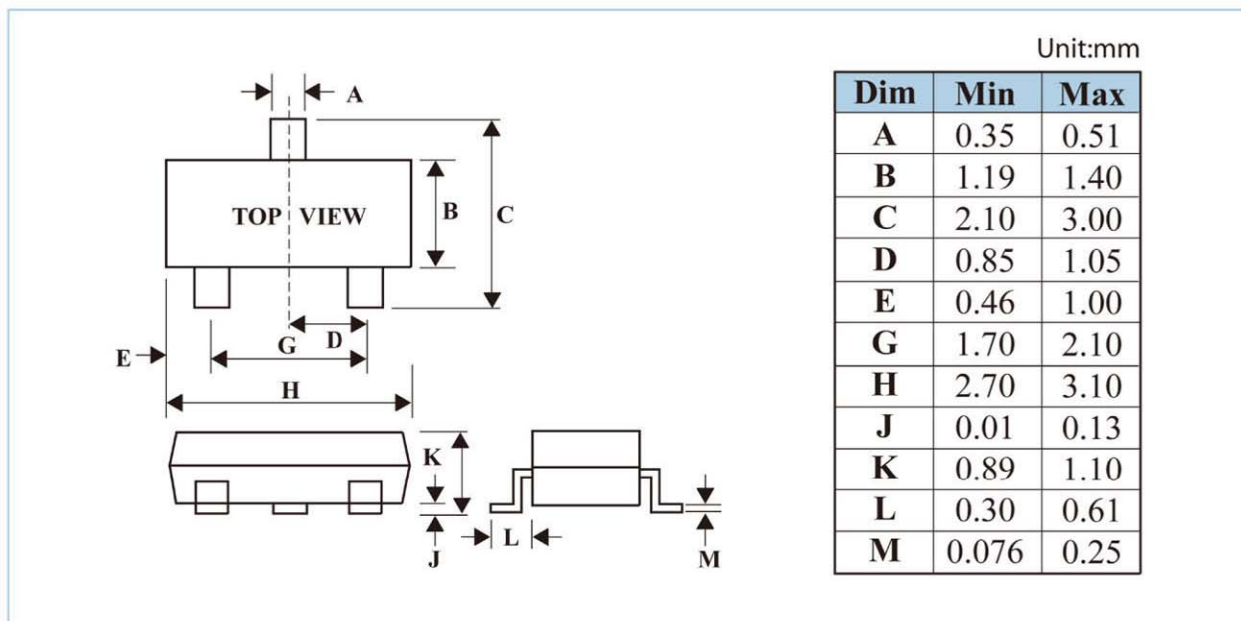 Unit:mm
A
TOP VIEW
B
C
D
G
E
H
K
J
L
M
Dim Min Max
A 0.35 0.51
B 1.19 1.40
C 2.10 3.00
D 0.85 1.05
E 0.46 1.00
G 1.70 2.10
H 2.70 3.10
J 0.01 0.13
K 0.89 1.10
L 0.30 0.61
M 0.076 0.25